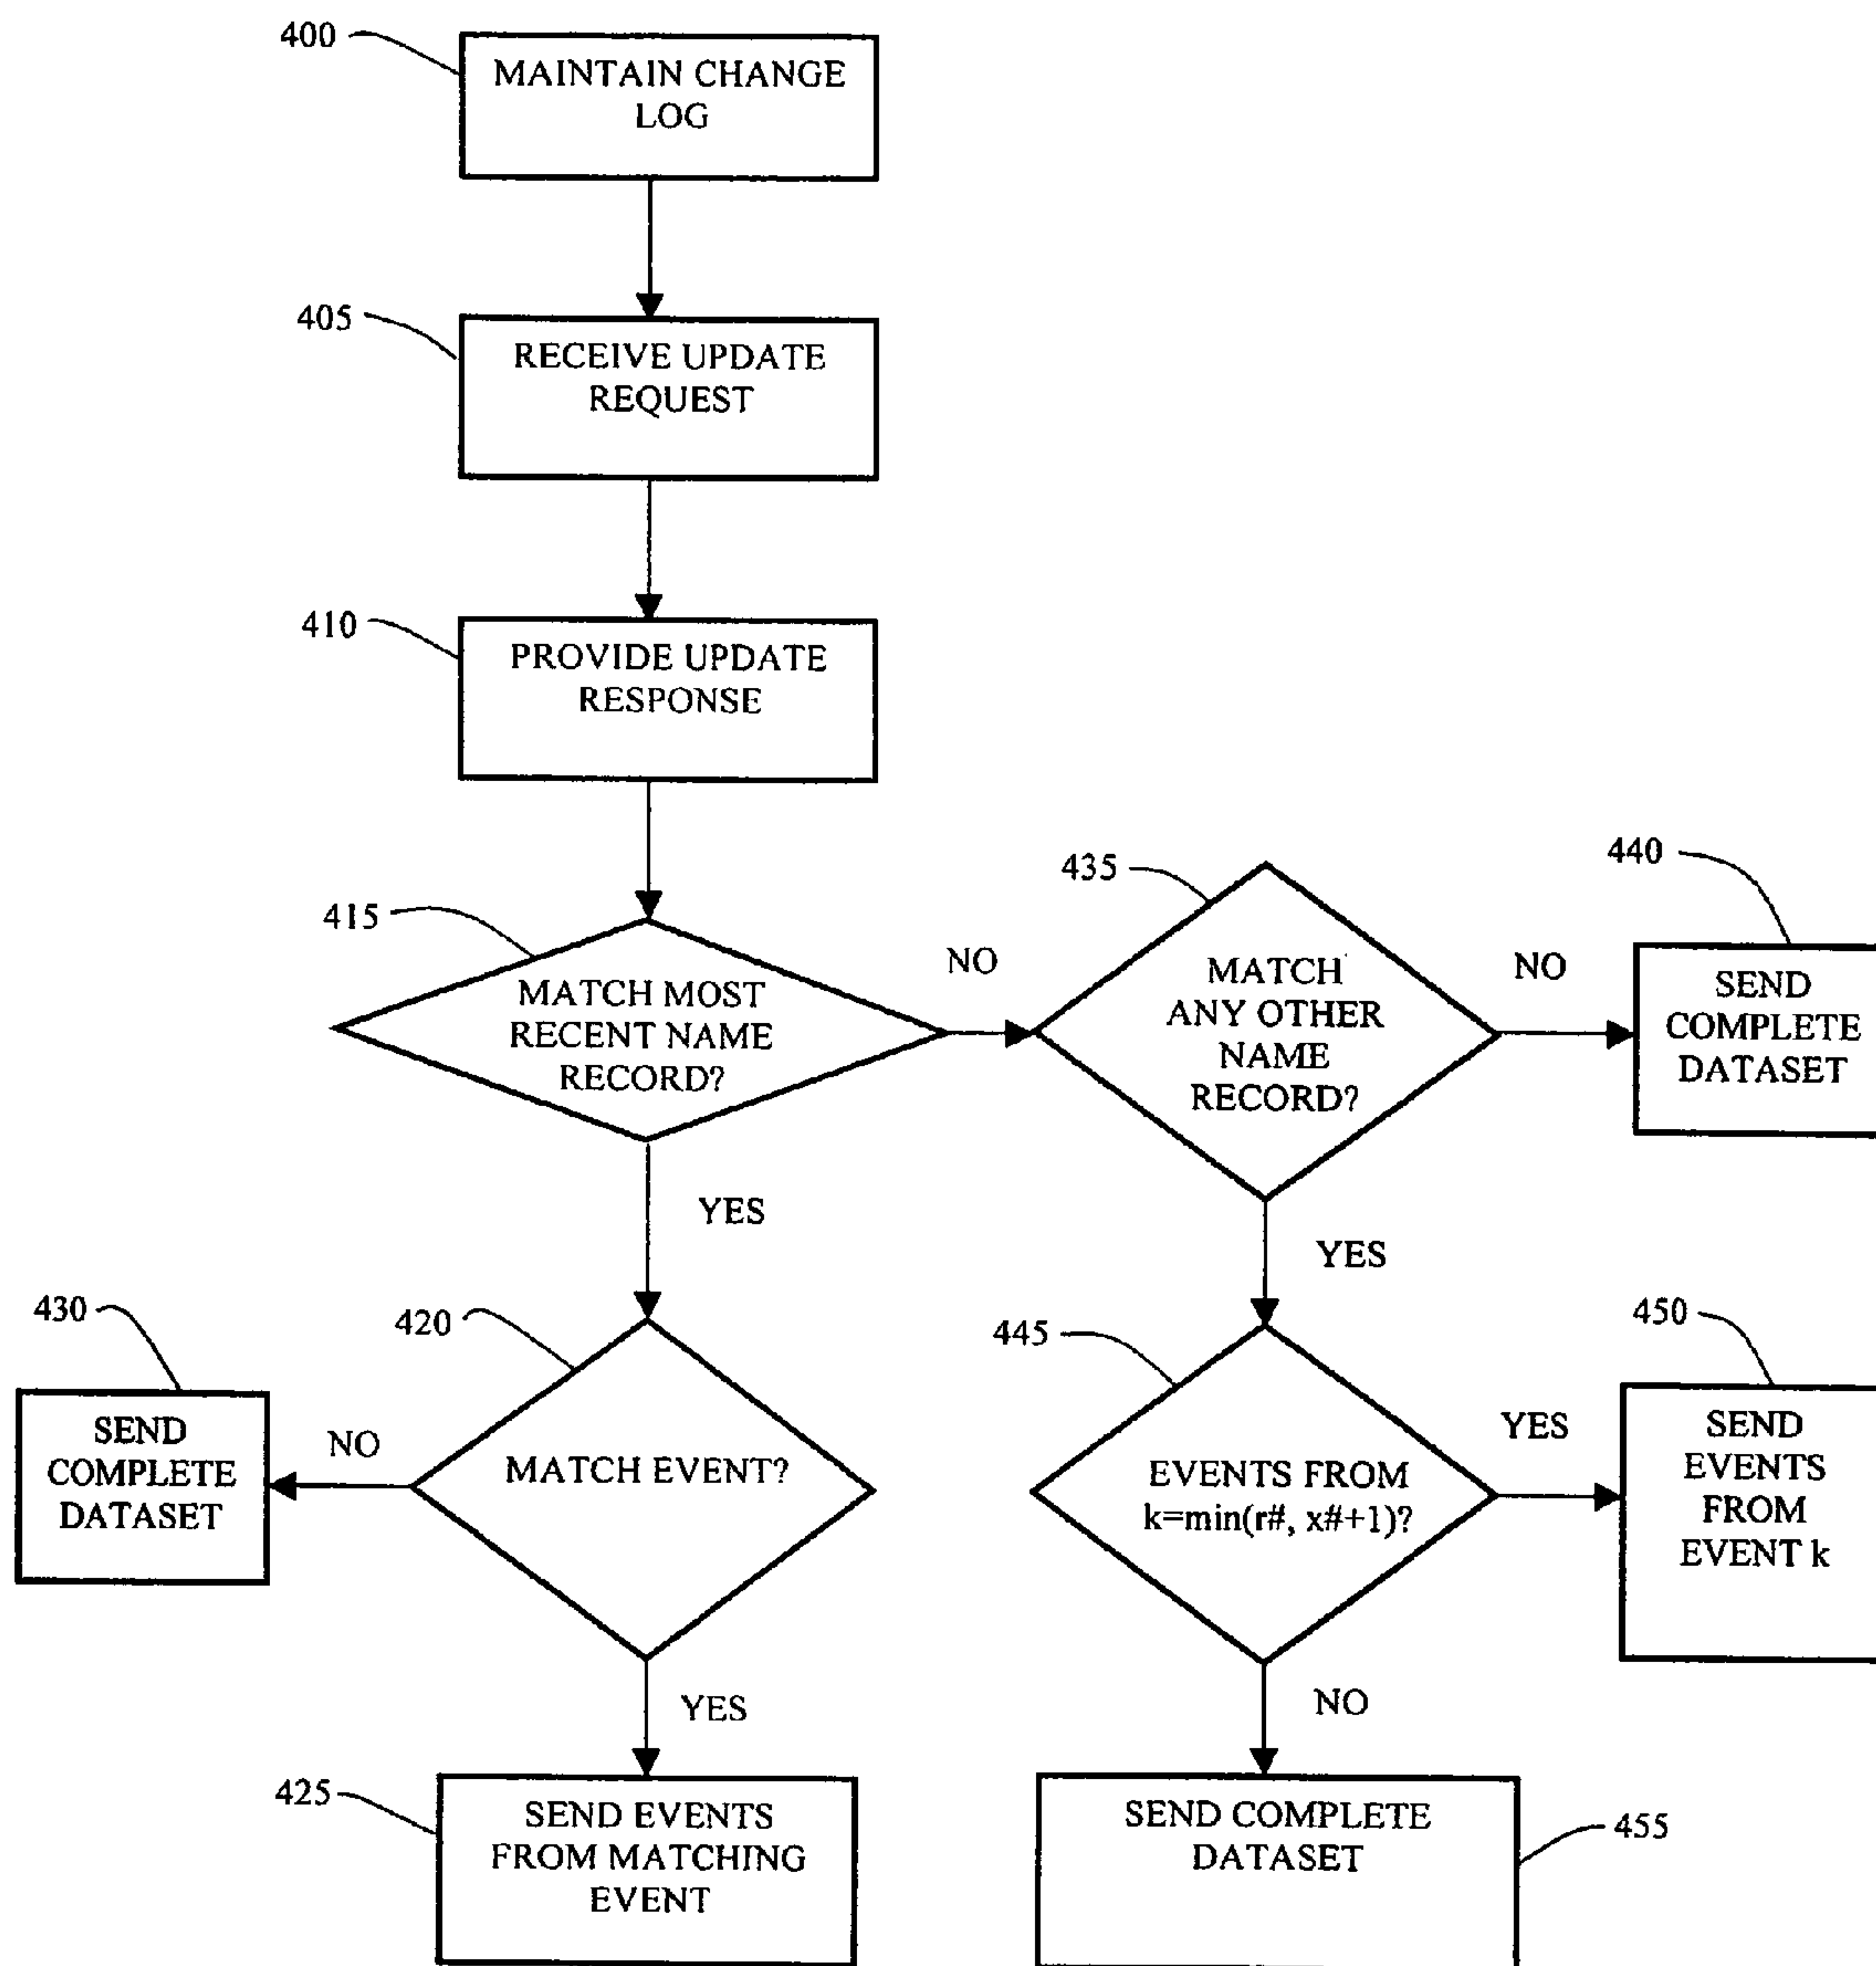 400
MAINTAIN CHANGE
LOG
405
RECEIVE UPDATE
REQUEST
410
PROVIDE UPDATE
RESPONSE
415
MATCH MOST
RECENT NAME
RECORD?
NO
435
MATCH
ANY OTHER
NAME
RECORD?
NO
440
SEND
COMPLETE
DATASET
YES
YES
430
SEND
COMPLETE
DATASET
NO
420
MATCH EVENT?
445
EVENTS FROM
k=min(r#, x#+1)?
YES
450
SEND
EVENTS
FROM
EVENT k
YES
NO
425
SEND EVENTS
FROM MATCHING
EVENT
SEND COMPLETE
DATASET
455